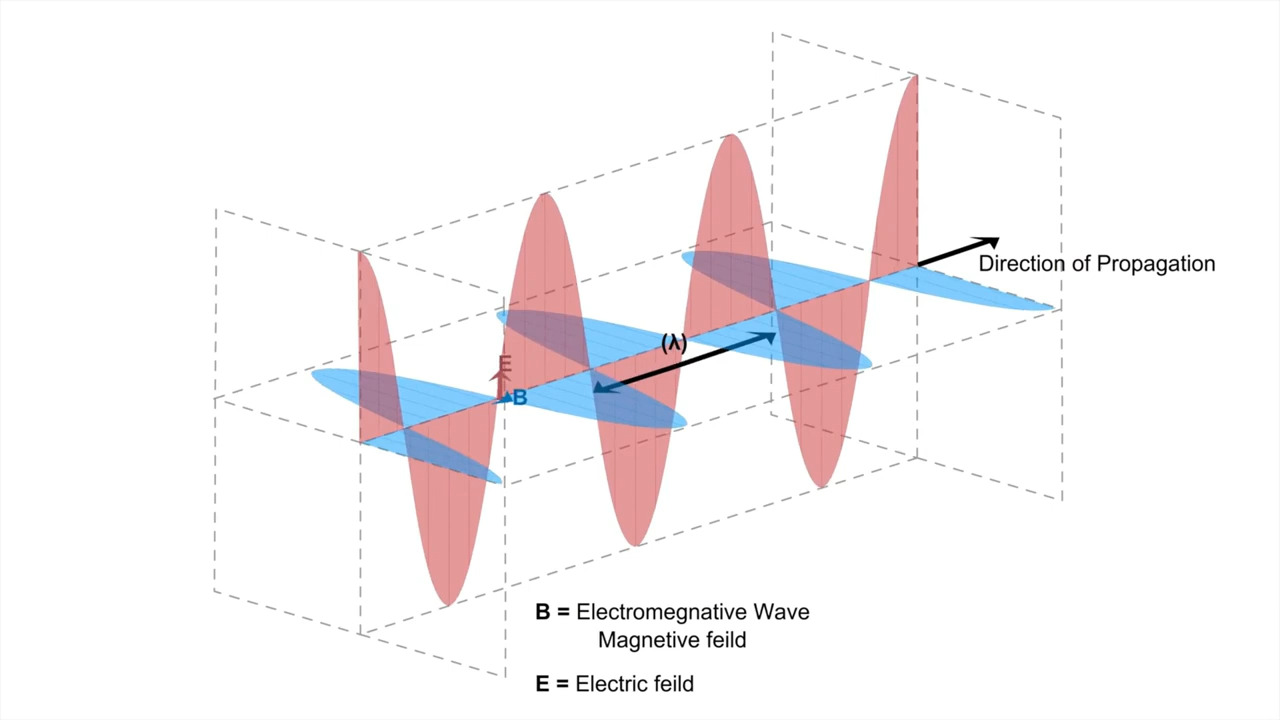 Direction of Propagation
(λ)
E
B
B = Electromegnative Wave
Magnetive feild
E = Electric feild